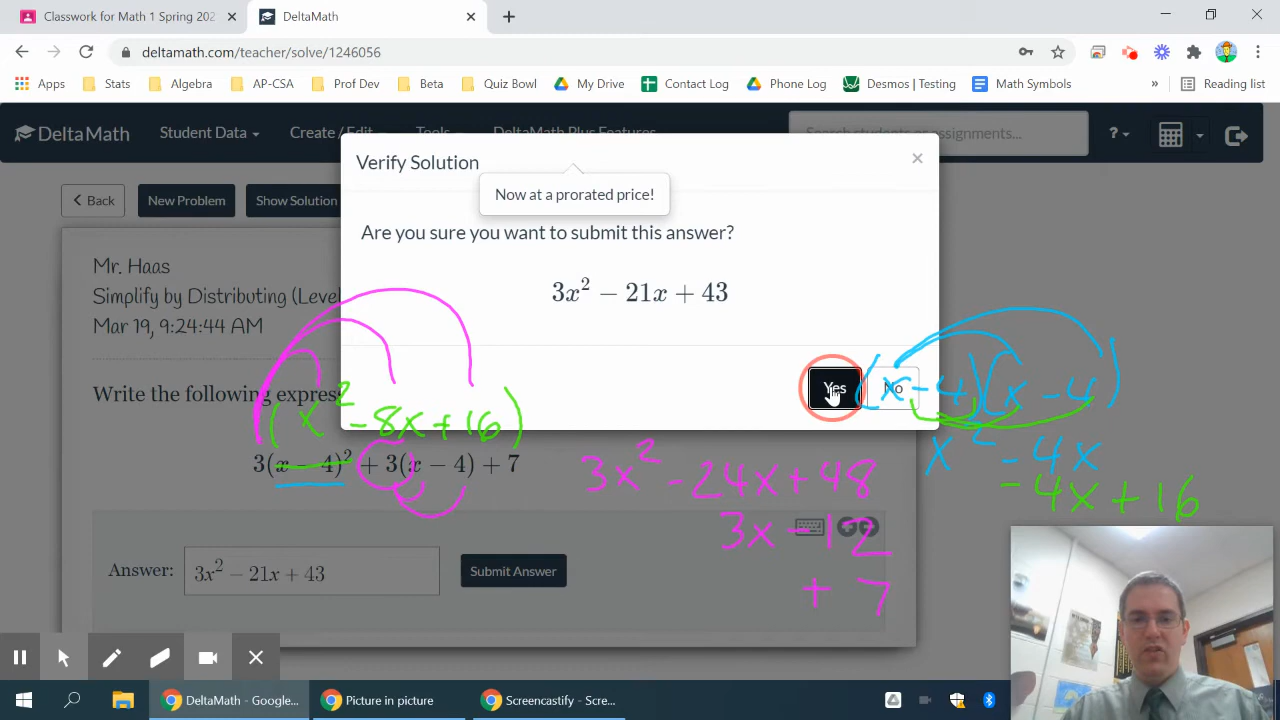 Classwork for Math 1 Spring 202
DeltaMath
deltamath.com/teacher/solve/1246056
Apps Stats Algebra AP-CSA Prof Dev Beta Quiz Bowl My Drive Contact Log Phone Log Desmos | Testing Math Symbols » Reading list
DeltaMath Student Data Create / Edit Tools DeltaMath Plus Features Search students or assignments ?
Verify Solution ×
Now at a prorated price!
Back New Problem Show Solution
Are you sure you want to submit this answer?
Mr. Haas
Simplify by Distributing (Level
Mar 19, 9:24:44 AM
3x² − 21x + 43
Yes No
(x-4)(x-4)
Write the following expres
(x²-8x+16)
x² -4x
3(x − 4)² + 3(x − 4) + 7
3x² -24x+48
-4x+16
3x-12
+ 7
Answer: 3x² − 21x + 43 Submit Answer
DeltaMath - Google... Picture in picture Screencastify - Scre...